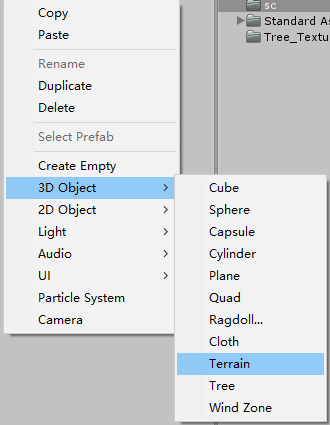 Copy
Paste
Rename
Duplicate
Delete
Select Prefab
Create Empty
3D Object
2D Object
Light
Audio
UI
Particle System
Camera
Cube
Sphere
Capsule
Cylinder
Plane
Quad
Ragdoll...
Cloth
Terrain
Tree
Wind Zone
sc
Standard As
Tree_Textu